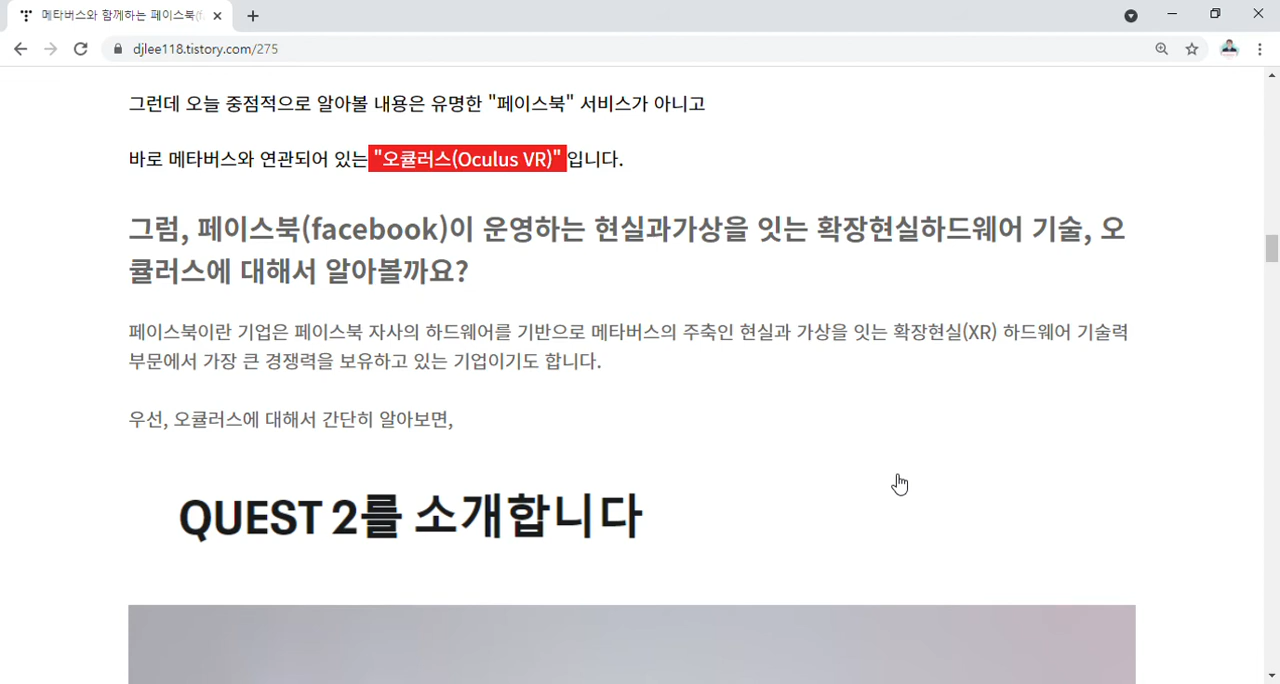 메타버스와 함께하는 페이스북(f
djlee118.tistory.com/275
그런데 오늘 중점적으로 알아볼 내용은 유명한 "페이스북" 서비스가 아니고
바로 메타버스와 연관되어 있는 "오큘러스(Oculus VR)" 입니다.
그럼, 페이스북(facebook)이 운영하는 현실과가상을 잇는 확장현실하드웨어 기술, 오
큘러스에 대해서 알아볼까요?
페이스북이란 기업은 페이스북 자사의 하드웨어를 기반으로 메타버스의 주축인 현실과 가상을 잇는 확장현실(XR) 하드웨어 기술력
부문에서 가장 큰 경쟁력을 보유하고 있는 기업이기도 합니다.
우선, 오큘러스에 대해서 간단히 알아보면,
QUEST 2를 소개합니다